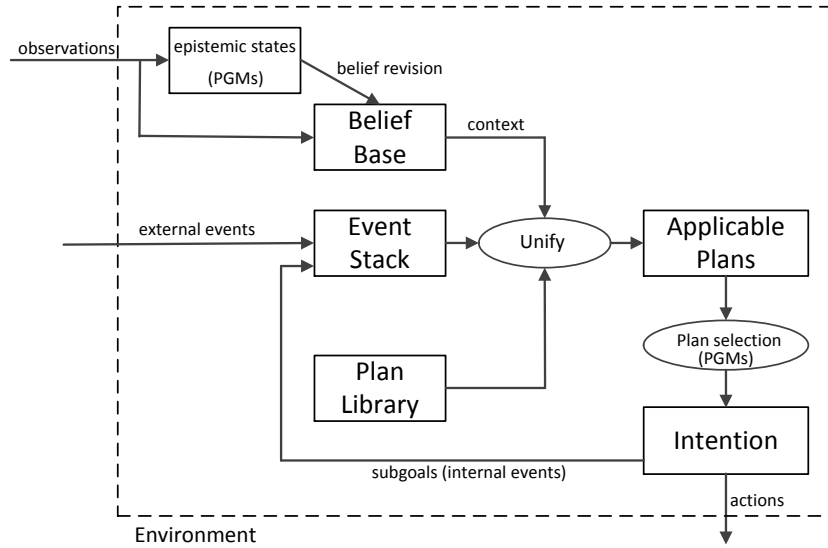 observations
epistemic states
(PGMs)
belief revision
Belief
Base
context
external events
Event
Stack
Unify
Applicable
Plans
Plan selection
(PGMs)
Plan
Library
Intention
subgoals (internal events)
actions
Environment